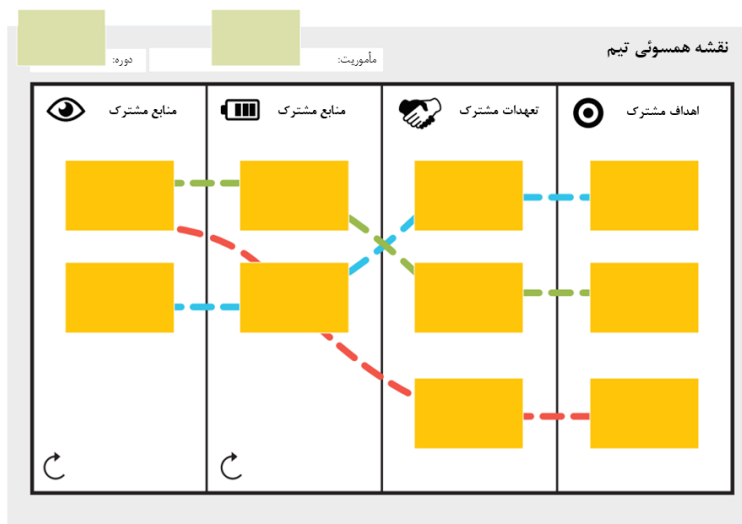 نقشه همسوئی تیم
مأموریت:
دوره:
اهداف مشترک
تعهدات مشترک
منابع مشترک
منابع مشترک